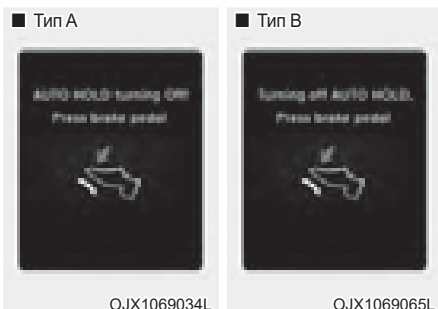 ■ Тип A
AUTO HOLD turning Off!
Press brake pedal
OJX1069034L
■ Тип B
Turning off AUTO HOLD.
Press brake pedal
OJX1069065L